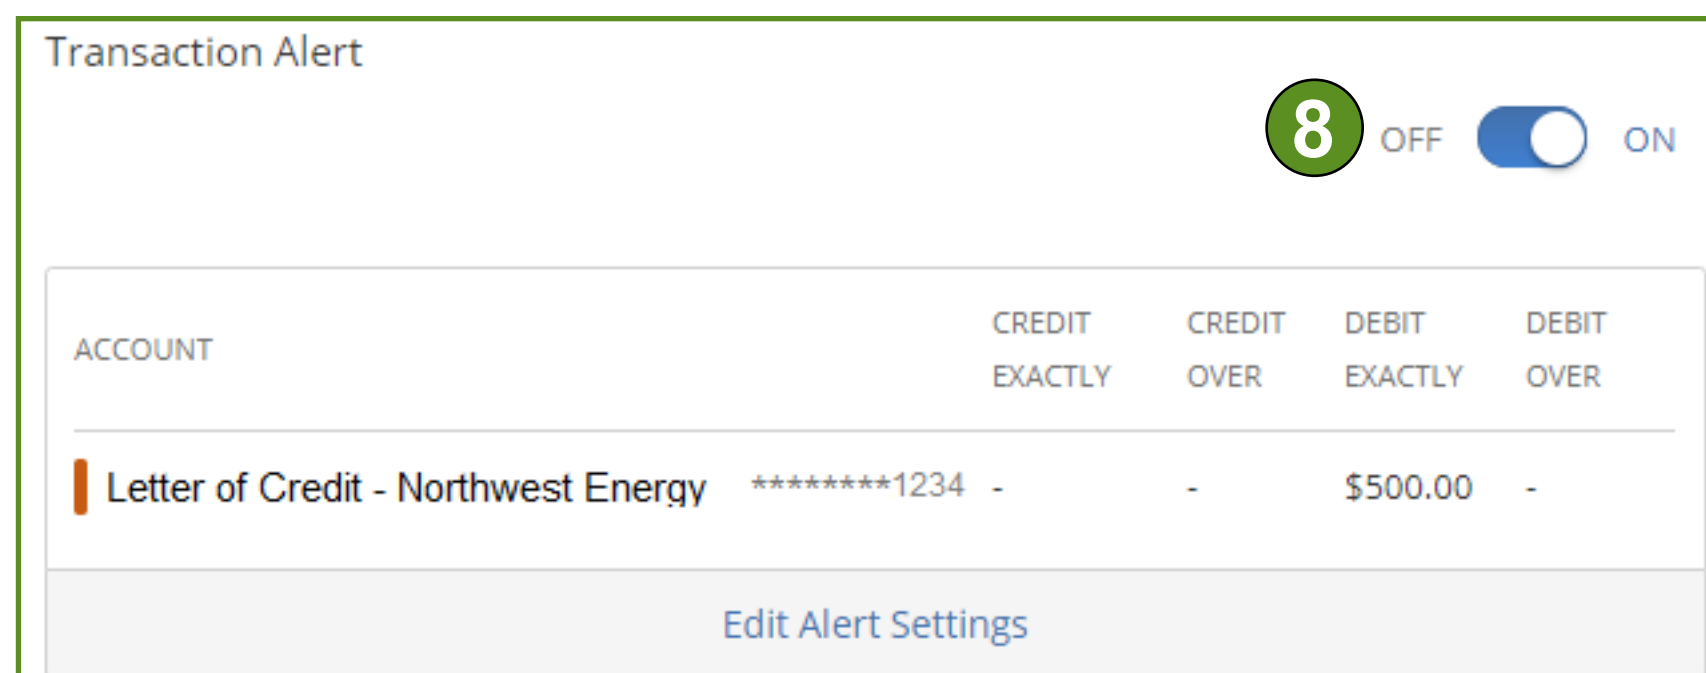 Transaction Alert
8 OFF ON
ACCOUNT CREDIT EXACTLY CREDIT OVER DEBIT EXACTLY DEBIT OVER
Letter of Credit - Northwest Energy ********1234 - - $500.00 -
Edit Alert Settings